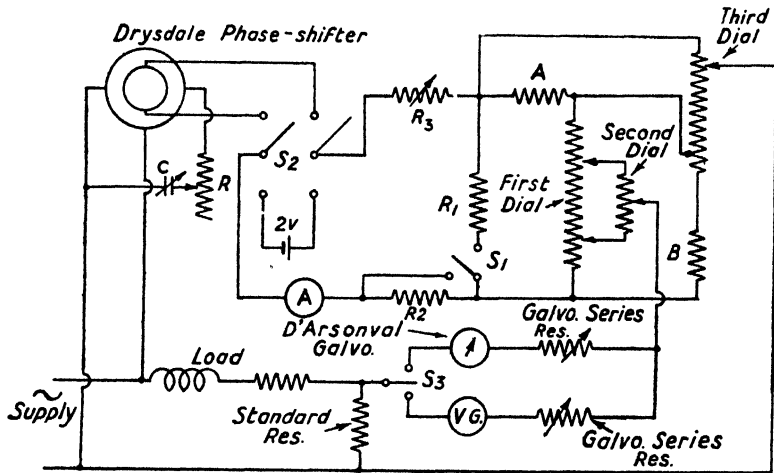 Drysdale Phase-shifter
Third
Dial
A
R3
Second
Dial
S2
C
R
R1
First
Dial
2v
S1
B
A
R2
D'Arsonval
Galvo.
Galvo. Series
Res.
Load
S3
~
Supply
Standard
Res.
V G.
Galvo. Series
Res.